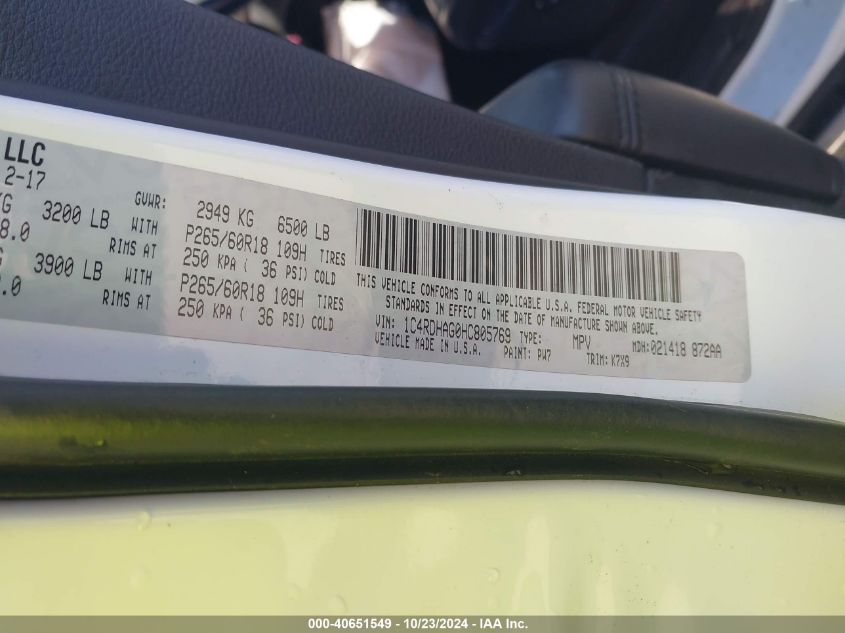 LLC
2-17
KG 3200 LB WITH
8.0 RIMS AT
3900 LB WITH
.0 RIMS AT
GVWR: 2949 KG 6500 LB
P265/60R18 109H TIRES
250 KPA ( 36 PSI) COLD
P265/60R18 109H TIRES
250 KPA ( 36 PSI) COLD
THIS VEHICLE CONFORMS TO ALL APPLICABLE U.S.A. FEDERAL MOTOR VEHICLE SAFETY
STANDARDS IN EFFECT ON THE DATE OF MANUFACTURE SHOWN ABOVE.
VIN: 1C4RDHAG0HC805769 TYPE: MPV MDH:021418 872AA
VEHICLE MADE IN U.S.A. PAINT: PW7 TRIM: K7X9
000-40651549 - 10/23/2024 - IAA Inc.